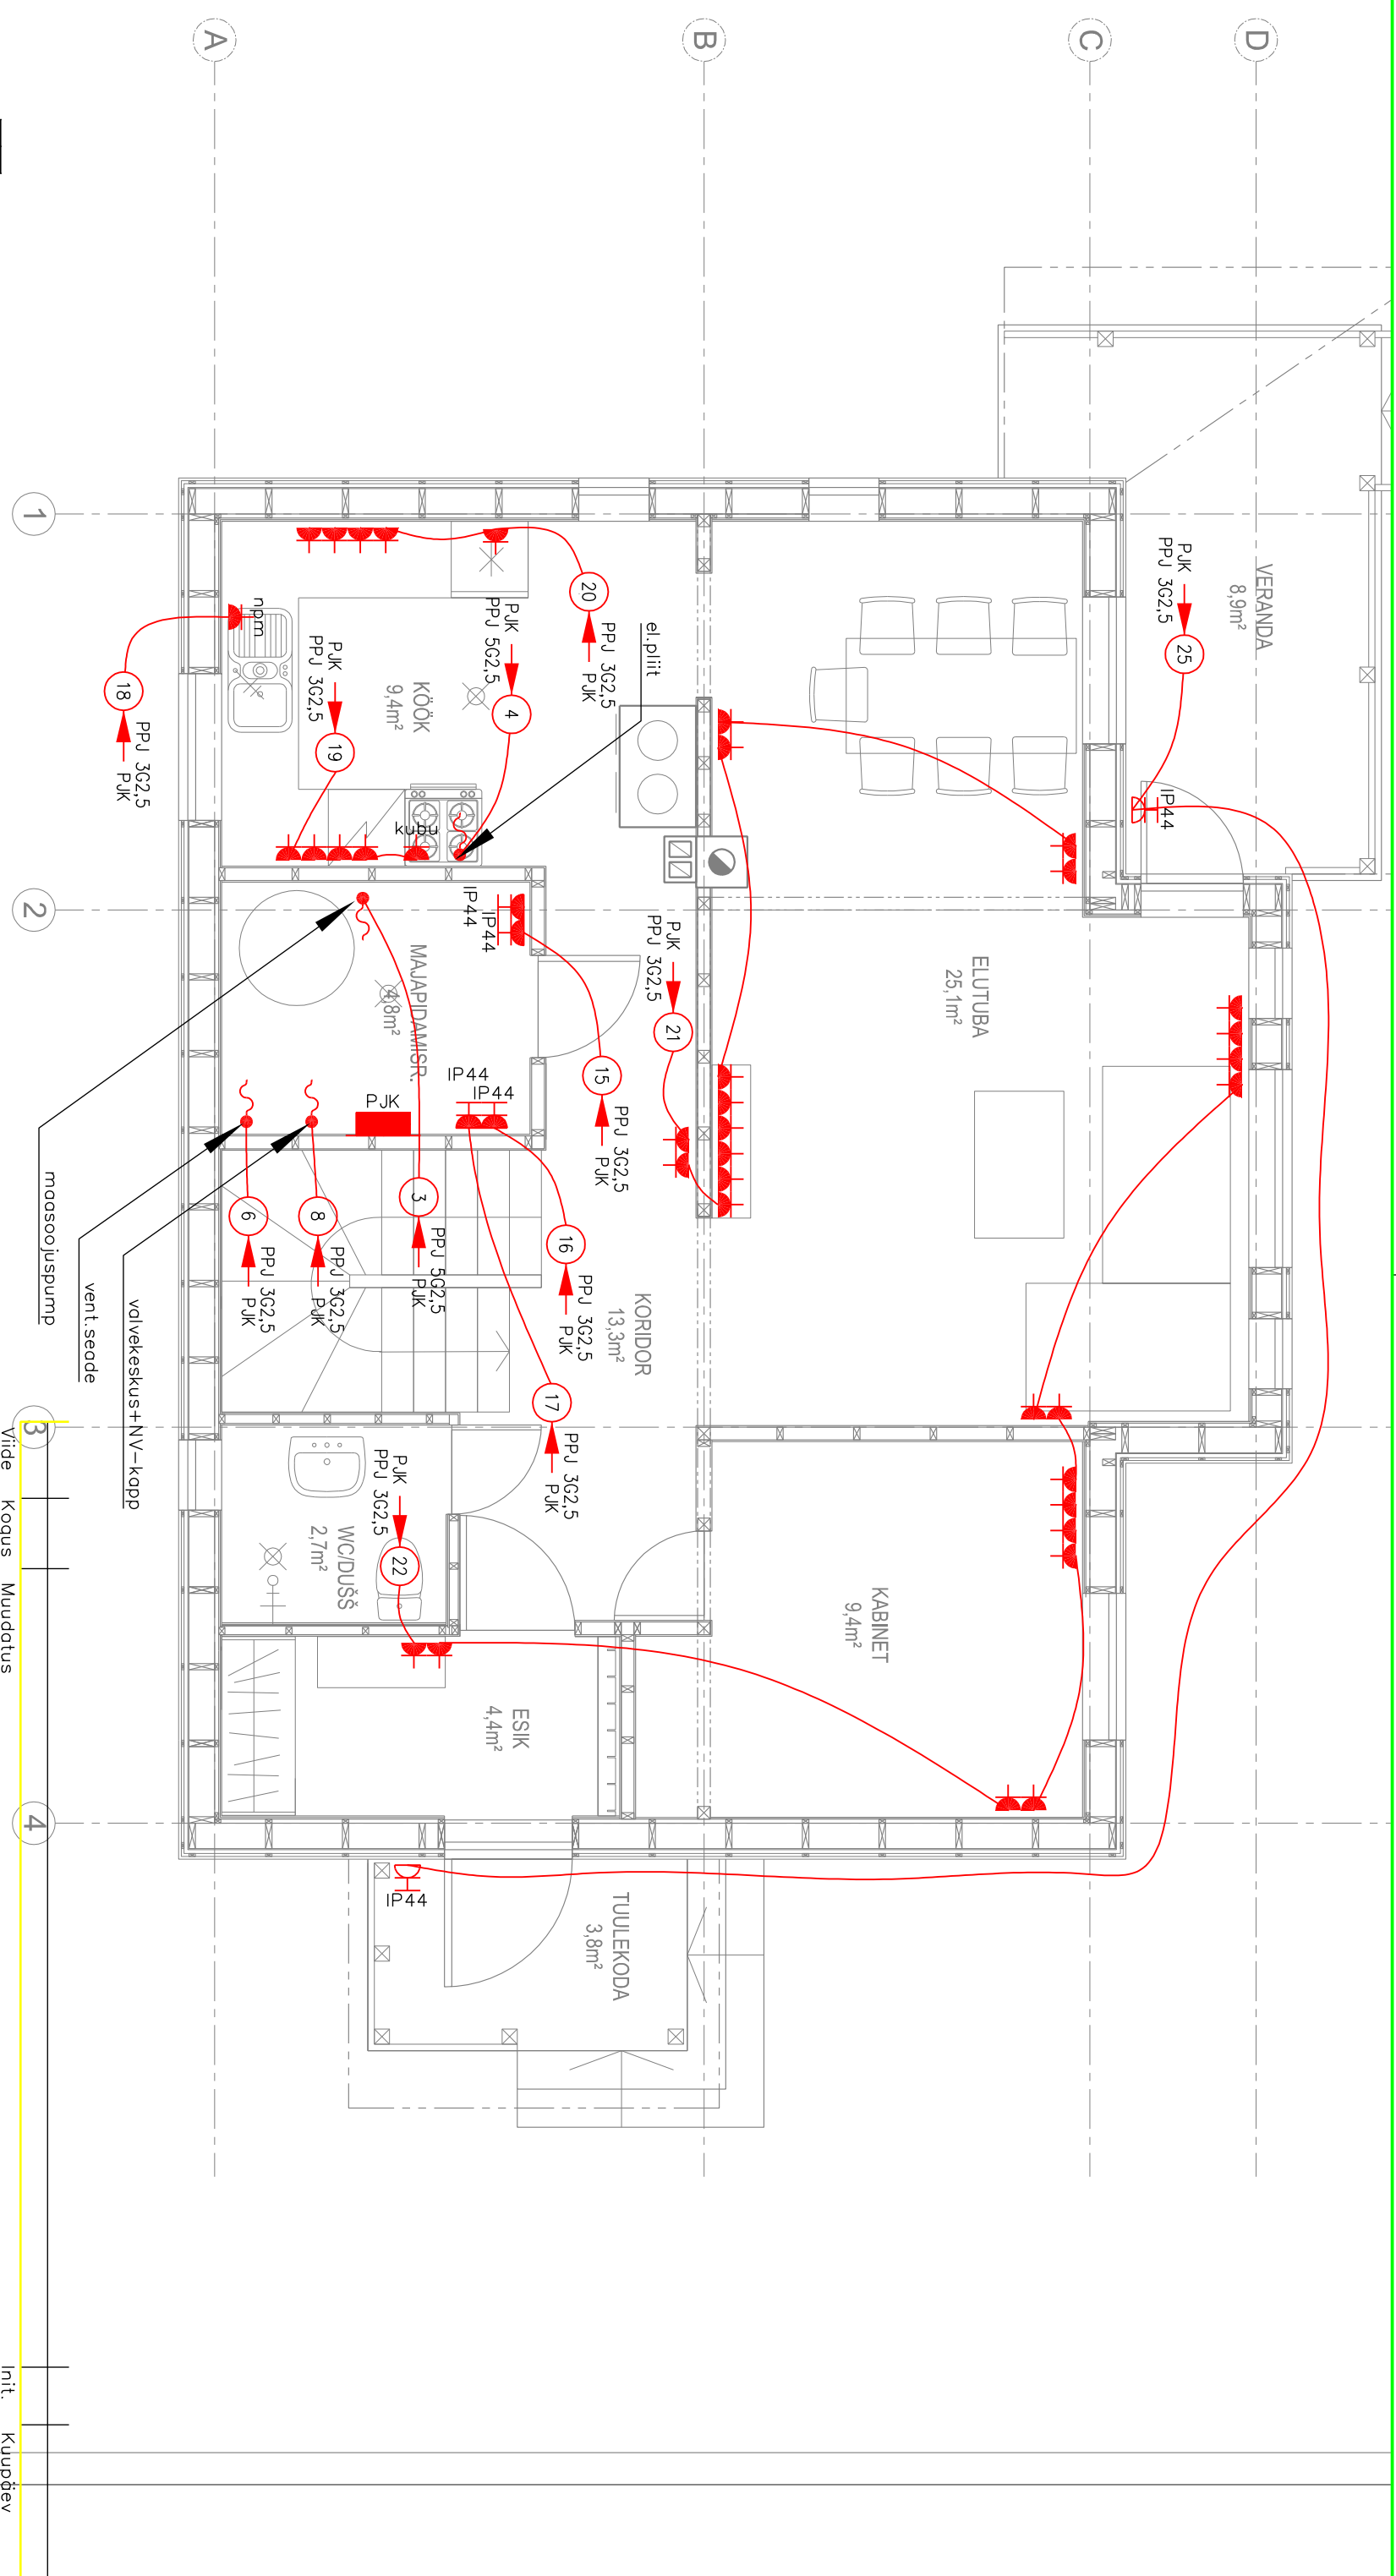 A
B
C
D
1
2
3
4
VERANDA
8,9m²
PJK
PPJ 3G2,5
25
IP44
20
PPJ 3G2,5
PJK
PJK
PPJ 5G2,5
4
el.pliit
npm
KÖÖK
9,4m²
PJK
PPJ 3G2,5
19
18
PPJ 3G2,5
PJK
kubu
IP44
IP44
MAJAPIDAMISR.
4,8m²
ELUTUBA
25,1m²
PJK
PPJ 3G2,5
21
15
PPJ 3G2,5
PJK
IP44
IP44
PJK
3
PPJ 5G2,5
PJK
6
PPJ 3G2,5
PJK
8
PPJ 3G2,5
PJK
16
PPJ 3G2,5
PJK
17
PPJ 3G2,5
PJK
KORIDOR
13,3m²
maasoojuspump
vent.seade
valvekeskus+NV-kapp
PJK
PPJ 3G2,5
22
WC/DUŠŠ
2,7m²
KABINET
9,4m²
ESIK
4,4m²
IP44
TUULEKODA
3,8m²
Viide Kogus Muudatus Init. Kuupäev